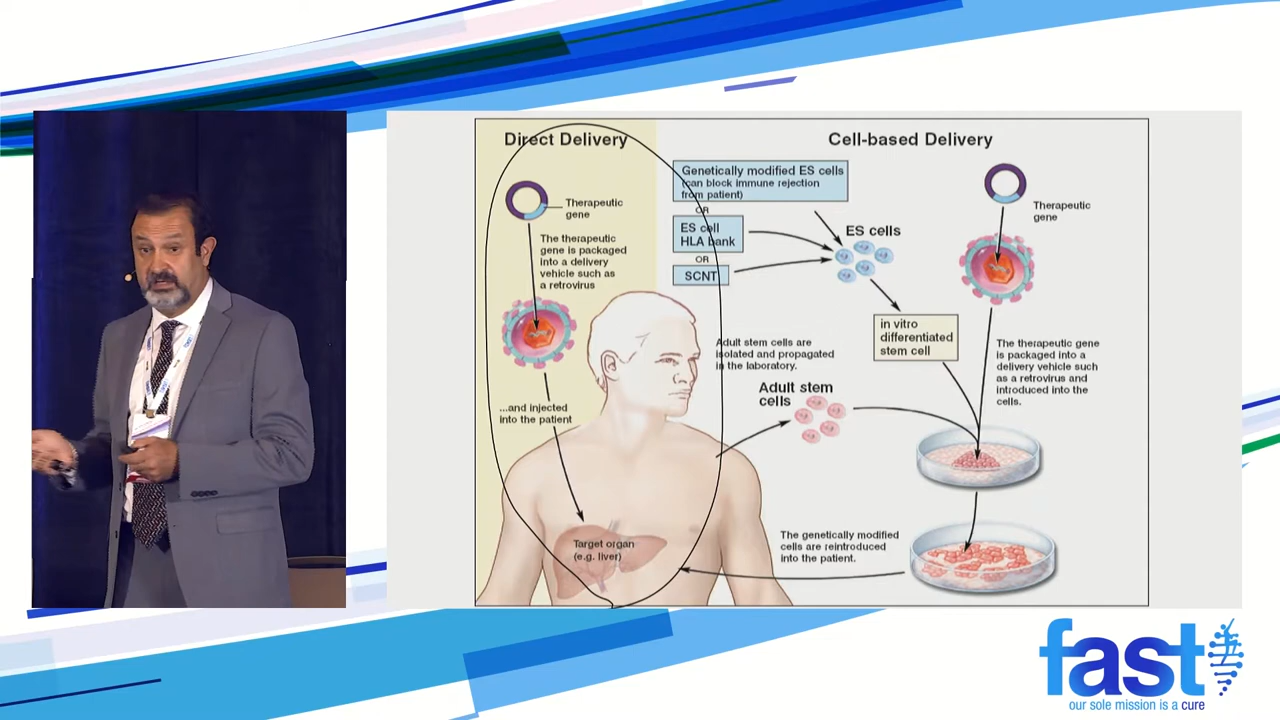 Direct Delivery
Therapeutic
gene
The therapeutic
gene is packaged
into a delivery
vehicle such as
a retrovirus
...and injected
into the patient
Target organ
(e.g. liver)
Cell-based Delivery
Genetically modified ES cells
(can block immune rejection
from patient)
OR
ES cell
HLA bank
OR
SCNT
ES cells
in vitro
differentiated
stem cell
Adult stem cells are
isolated and propagated
in the laboratory.
Adult stem
cells
Therapeutic
gene
The therapeutic gene
is packaged into a
delivery vehicle such
as a retrovirus and
introduced into the
cells.
The genetically modified
cells are reintroduced
into the patient.
fast
our sole mission is a cure